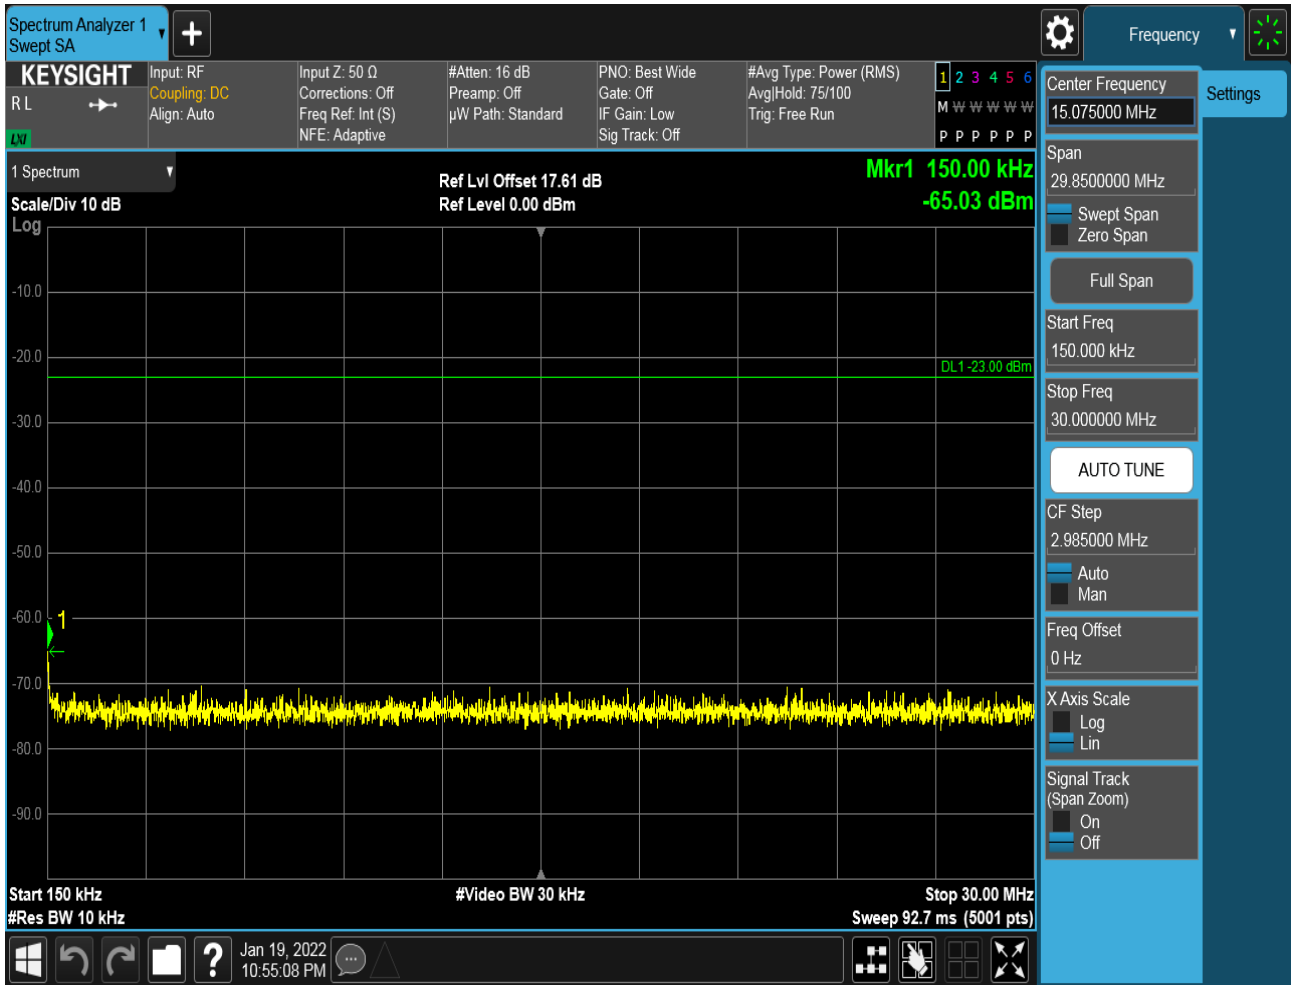 Spectrum Analyzer 1
Swept SA
Frequency
KEYSIGHT
R L
LXI
Input: RF
Coupling: DC
Align: Auto
Input Z: 50 Ω
Corrections: Off
Freq Ref: Int (S)
NFE: Adaptive
#Atten: 16 dB
Preamp: Off
µW Path: Standard
PNO: Best Wide
Gate: Off
IF Gain: Low
Sig Track: Off
#Avg Type: Power (RMS)
Avg|Hold: 75/100
Trig: Free Run
1 2 3 4 5 6
M W W W W W
P P P P P P
1 Spectrum
Scale/Div 10 dB
Log
Ref Lvl Offset 17.61 dB
Ref Level 0.00 dBm
Mkr1 150.00 kHz
-65.03 dBm
-10.0
-20.0
DL1 -23.00 dBm
-30.0
-40.0
-50.0
-60.0
1
-70.0
-80.0
-90.0
Start 150 kHz
#Video BW 30 kHz
Stop 30.00 MHz
#Res BW 10 kHz
Sweep 92.7 ms (5001 pts)
Center Frequency
15.075000 MHz
Settings
Span
29.8500000 MHz
Swept Span
Zero Span
Full Span
Start Freq
150.000 kHz
Stop Freq
30.000000 MHz
AUTO TUNE
CF Step
2.985000 MHz
Auto
Man
Freq Offset
0 Hz
X Axis Scale
Log
Lin
Signal Track
(Span Zoom)
On
Off
?
Jan 19, 2022
10:55:08 PM